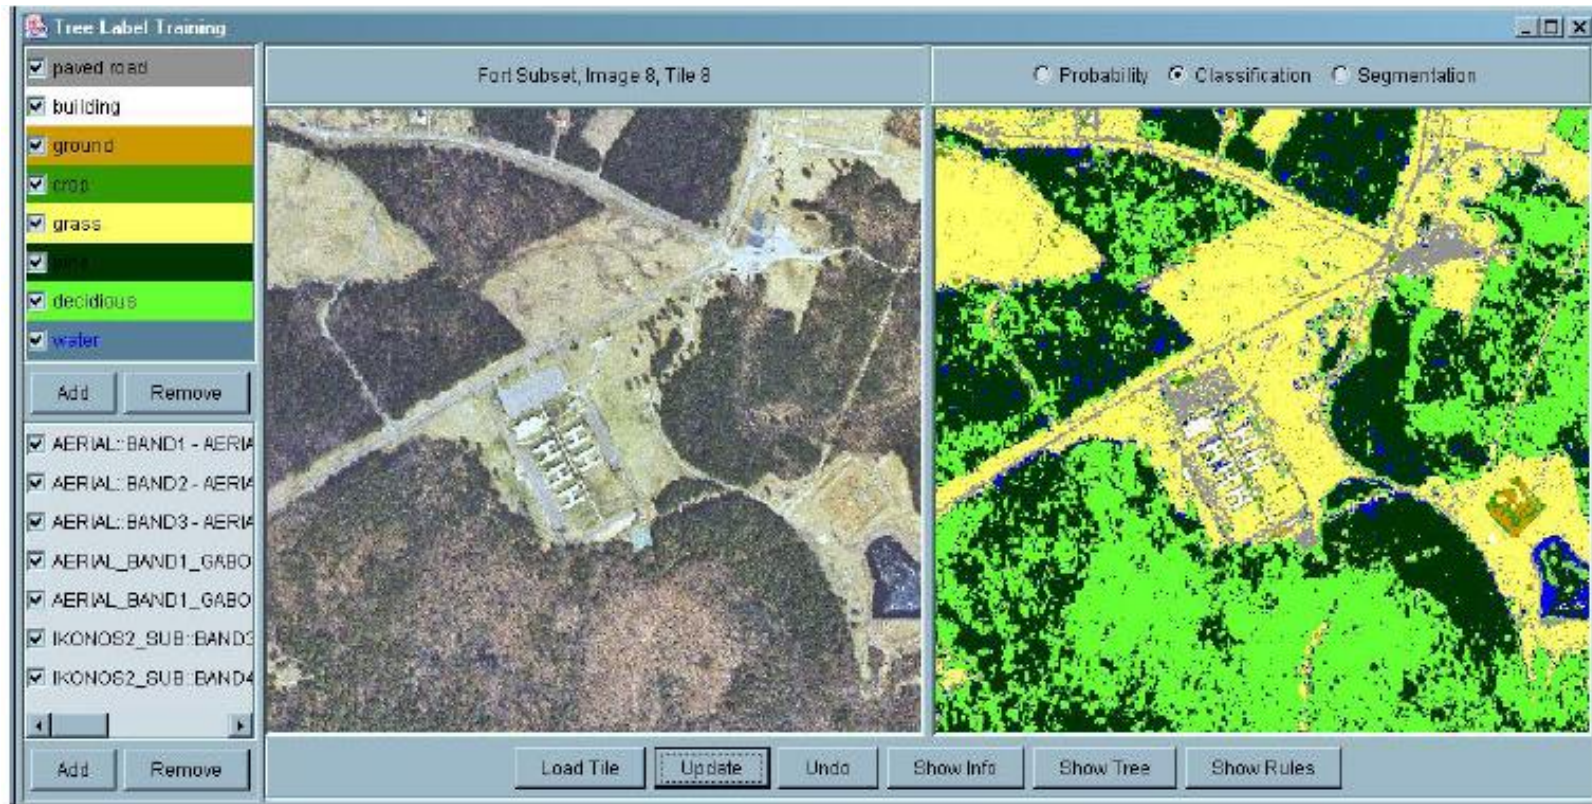 Tree Label Training
paved road
building
ground
crop
grass
pine
decidious
water
Add Remove
AERIAL::BAND1 - AERIA
AERIAL::BAND2 - AERIA
AERIAL::BAND3 - AERIA
AERIAL_BAND1_GABO
AERIAL_BAND1_GABO
IKONOS2_SUB::BAND3
IKONOS2_SUB::BAND4
Add Remove
Fort Subset, Image 8, Tile 8
Probability Classification Segmentation
Load Tile Update Undo Show Info Show Tree Show Rules